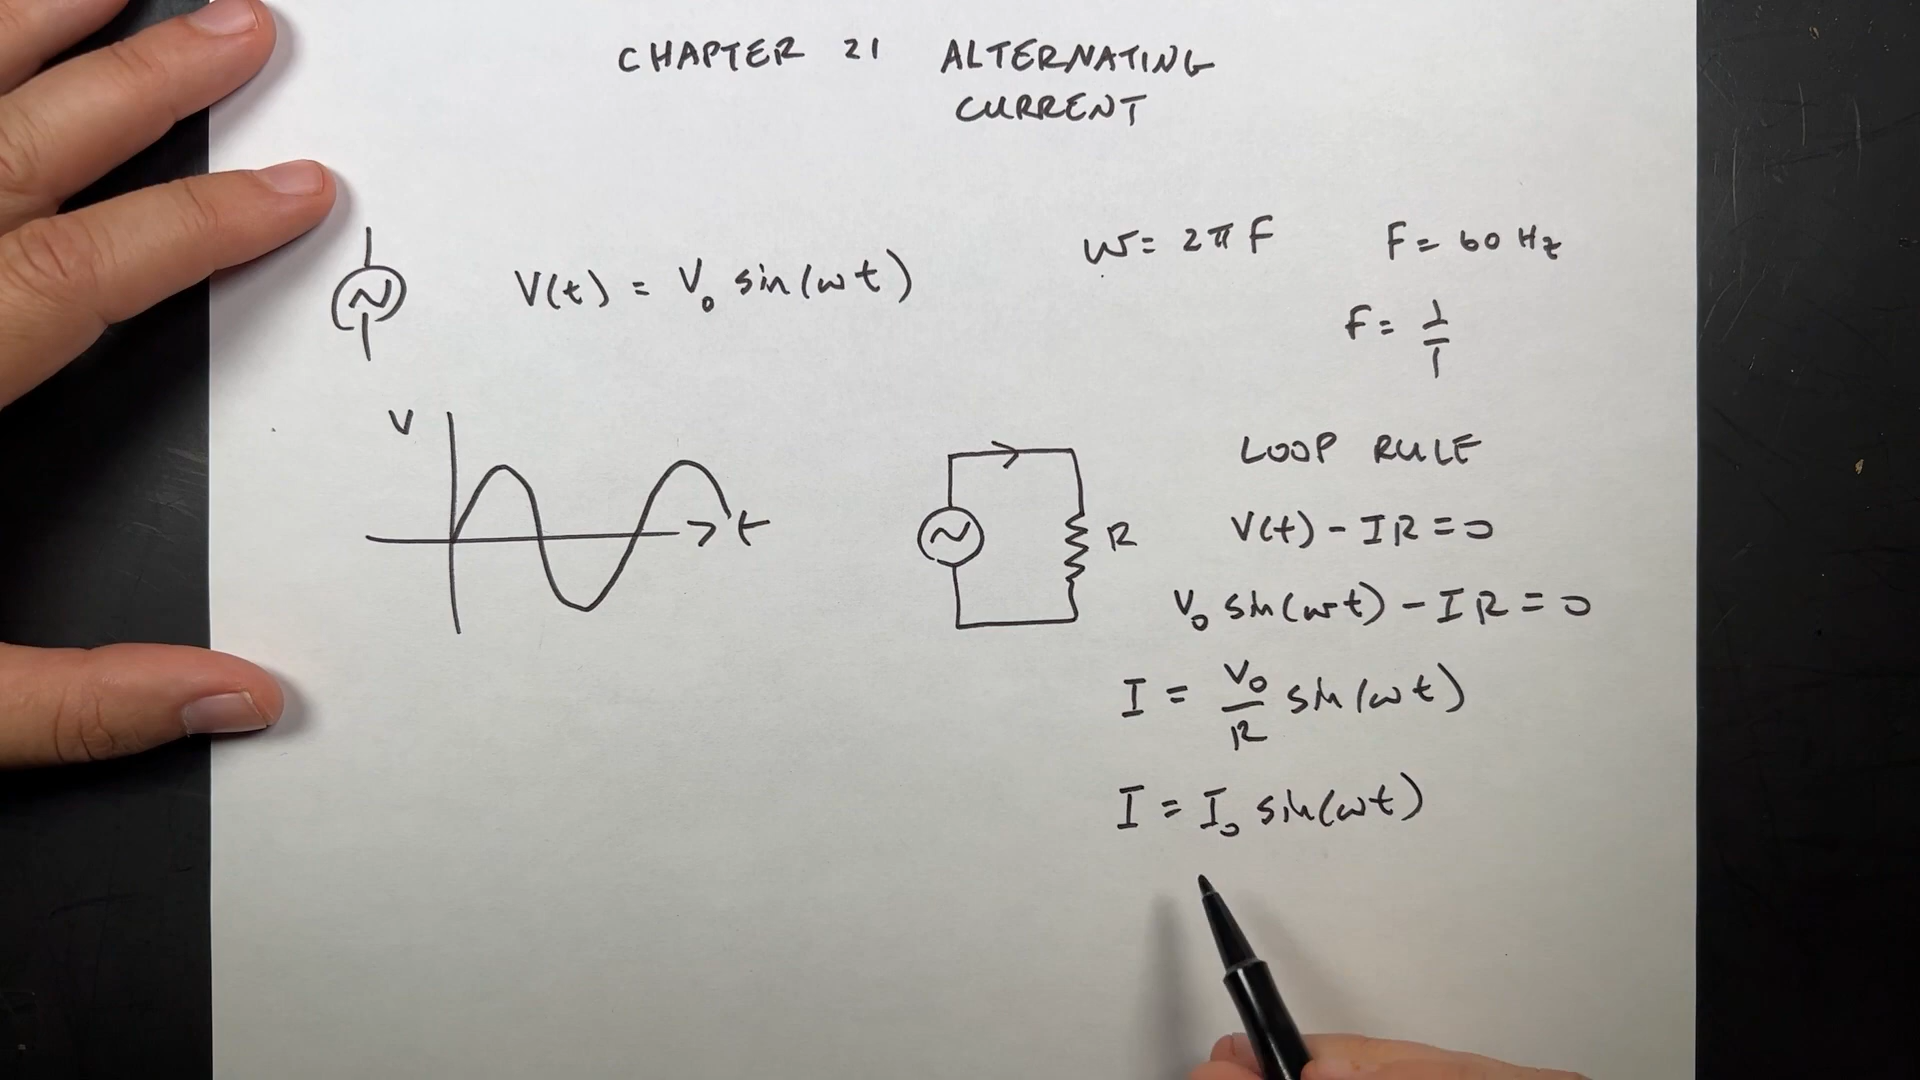 CHAPTER 21 ALTERNATING
CURRENT
ω = 2πF F = 60 Hz
V(t) = V₀ sin(ωt)
F = 1/T
V
t
LOOP RULE
V(t) - IR = 0
R
V₀ sin(ωt) - IR = 0
I = V₀/R sin(ωt)
I = I₀ sin(ωt)